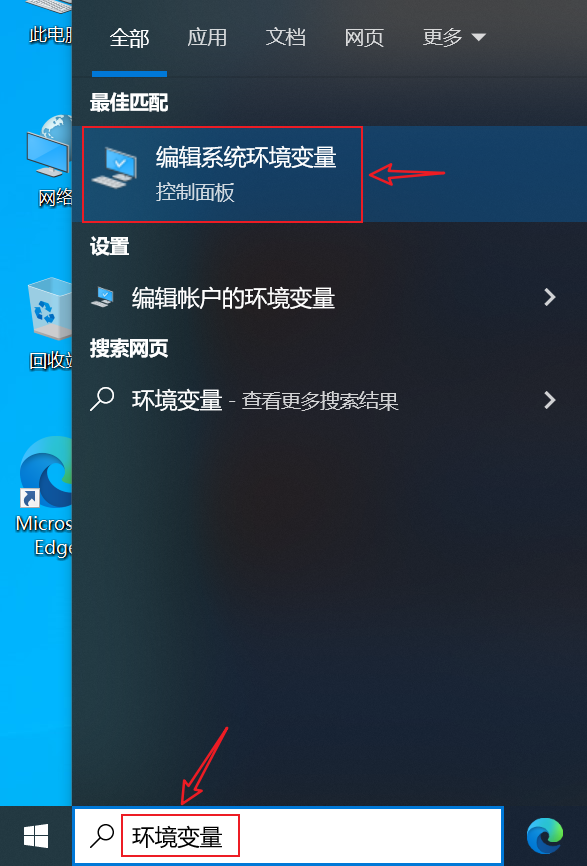 全部 应用 文档 网页 更多
最佳匹配
编辑系统环境变量
控制面板
设置
编辑帐户的环境变量
搜索网页
环境变量 - 查看更多搜索结果
此电脑
网络
回收站
Micros
Edge
环境变量